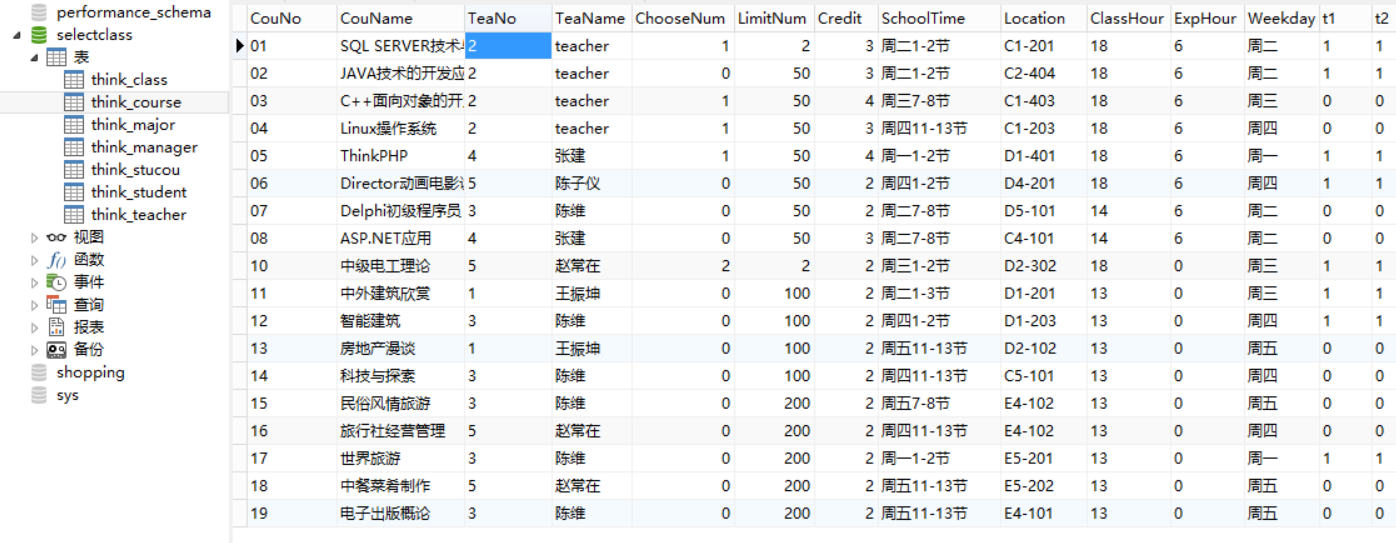 performance_schema
selectclass
表
think_class
think_course
think_major
think_manager
think_stucou
think_student
think_teacher
视图
函数
事件
查询
报表
备份
shopping
sys
CouNo CouName TeaNo TeaName ChooseNum LimitNum Credit SchoolTime Location ClassHour ExpHour Weekday t1 t2
01 SQL SERVER技术 2 teacher 1 2 3 周二1-2节 C1-201 18 6 周二 1 1
02 JAVA技术的开发应 2 teacher 0 50 3 周二1-2节 C2-404 18 6 周二 1 1
03 C++面向对象的开 2 teacher 1 50 4 周三7-8节 C1-403 18 6 周三 0 0
04 Linux操作系统 2 teacher 1 50 3 周四11-13节 C1-203 18 6 周四 0 0
05 ThinkPHP 4 张建 1 50 4 周一1-2节 D1-401 18 6 周一 1 1
06 Director动画电影 5 陈子仪 0 50 2 周四1-2节 D4-201 18 6 周四 1 1
07 Delphi初级程序员 3 陈维 0 50 2 周二7-8节 D5-101 14 6 周二 0 0
08 ASP.NET应用 4 张建 0 50 3 周二7-8节 C4-101 14 6 周二 0 0
10 中级电工理论 5 赵常在 2 2 2 周三1-2节 D2-302 18 0 周三 1 1
11 中外建筑欣赏 1 王振坤 0 100 2 周二1-3节 D1-201 13 0 周三 1 1
12 智能建筑 3 陈维 0 100 2 周四1-2节 D1-203 13 0 周四 1 1
13 房地产漫谈 1 王振坤 0 100 2 周五11-13节 D2-102 13 0 周五 0 0
14 科技与探索 3 陈维 0 100 2 周四11-13节 C5-101 13 0 周四 0 0
15 民俗风情旅游 3 陈维 0 200 2 周五7-8节 E4-102 13 0 周五 0 0
16 旅行社经营管理 5 赵常在 0 200 2 周四11-13节 E4-102 13 0 周四 0 0
17 世界旅游 3 陈维 0 200 2 周一1-2节 E5-201 13 0 周一 1 1
18 中餐菜肴制作 5 赵常在 0 200 2 周五11-13节 E5-202 13 0 周五 0 0
19 电子出版概论 3 陈维 0 200 2 周五11-13节 E4-101 13 0 周五 0 0